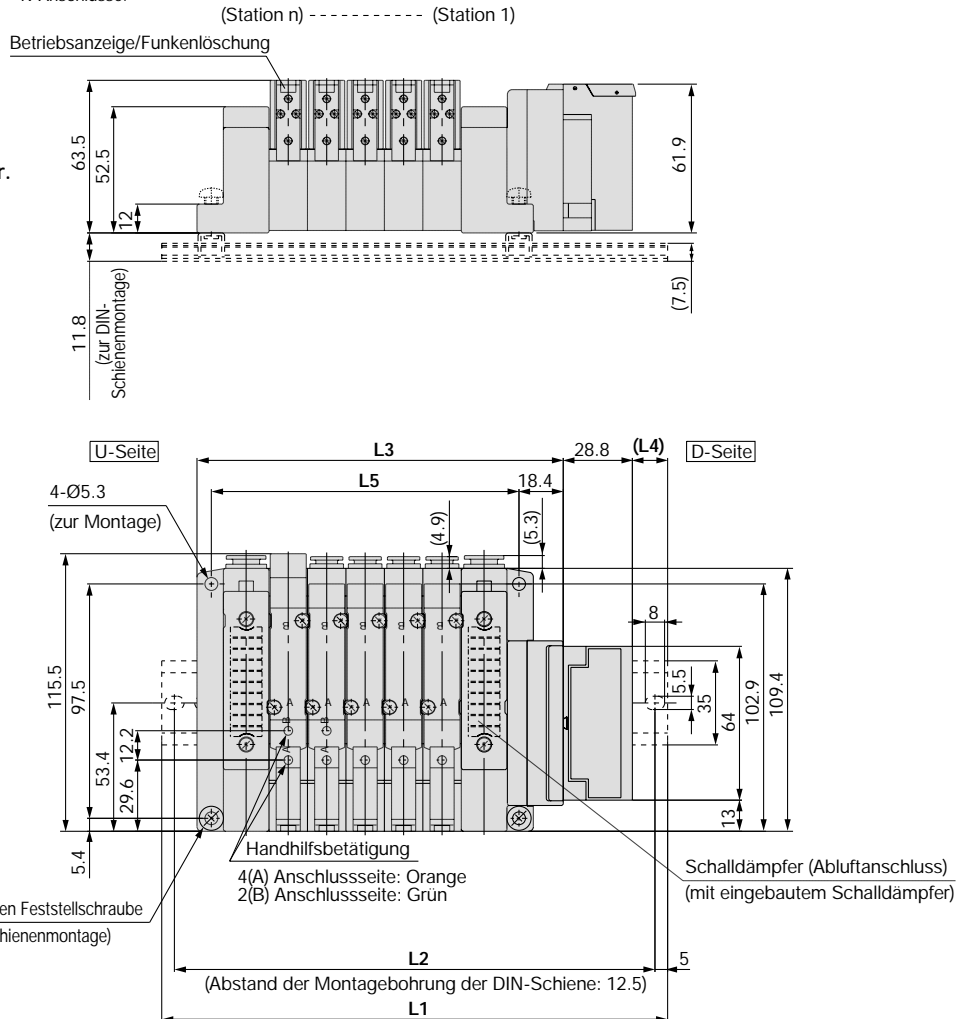 (Station n) ----------- (Station 1)
Betriebsanzeige/Funkenlöschung
63.5
52.5
12
61.9
r.
11.8
(zur DIN-
Schienenmontage)
(7.5)
U-Seite
L3
28.8
(L4)
D-Seite
L5
18.4
4-Ø5.3
(zur Montage)
(4.9)
(5.3)
8
B
B
B
B
B
115.5
97.5
5.5
35
64
102.9
109.4
A
A
A
A
A
B
B
A
A
53.4
12.2
29.6
13
5.4
Handhilfsbetätigung
4(A) Anschlussseite: Orange
2(B) Anschlussseite: Grün
Schalldämpfer (Abluftanschluss)
(mit eingebautem Schalldämpfer)
en Feststellschraube
hienenmontage)
L2
5
(Abstand der Montagebohrung der DIN-Schiene: 12.5)
L1